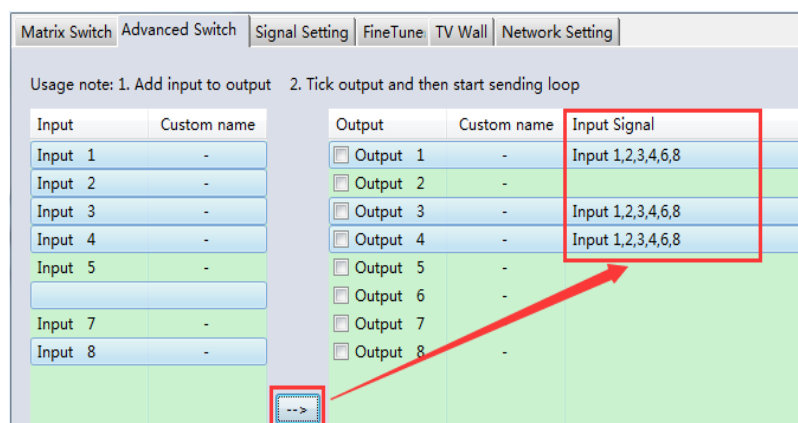 Matrix Switch Advanced Switch Signal Setting FineTune TV Wall Network Setting
Usage note: 1. Add input to output 2. Tick output and then start sending loop
Input Custom name Output Custom name Input Signal
Input 1 - Output 1 - Input 1,2,3,4,6,8
Input 2 - Output 2 -
Input 3 - Output 3 - Input 1,2,3,4,6,8
Input 4 - Output 4 - Input 1,2,3,4,6,8
Input 5 - Output 5 -
Output 6 -
Input 7 - Output 7
Input 8 - Output 8 -
-->